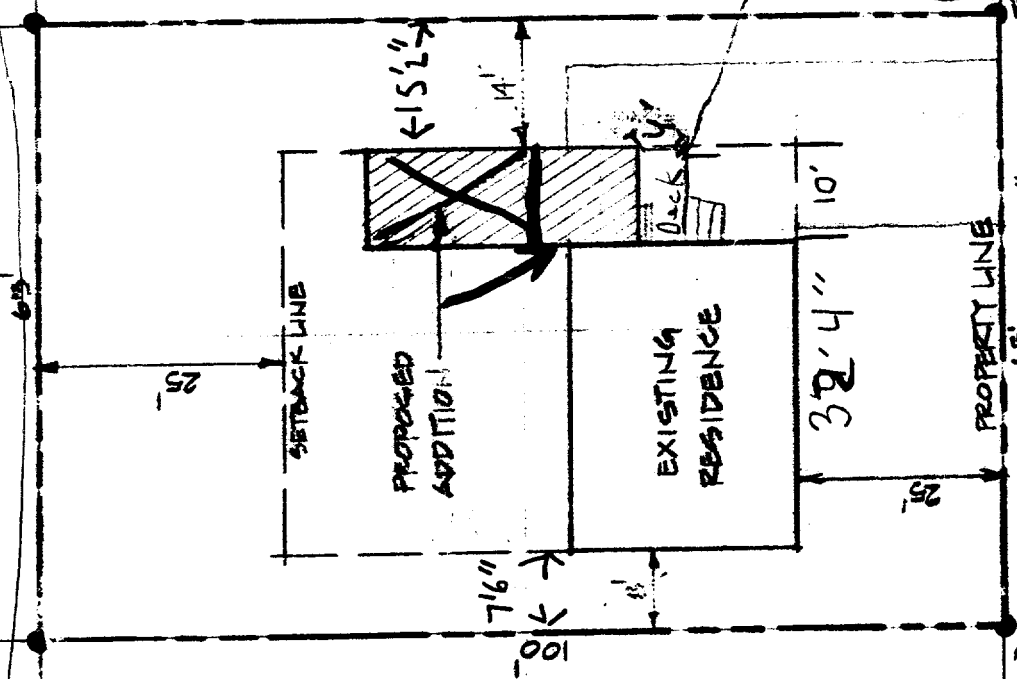 15'2"
14'
4'
Deck
10'
25'
SETBACK LINE
PROPOSED
ADDITION
EXISTING
RESIDENCE
PROPERTY LINE
25'
7'6"
8'
100'